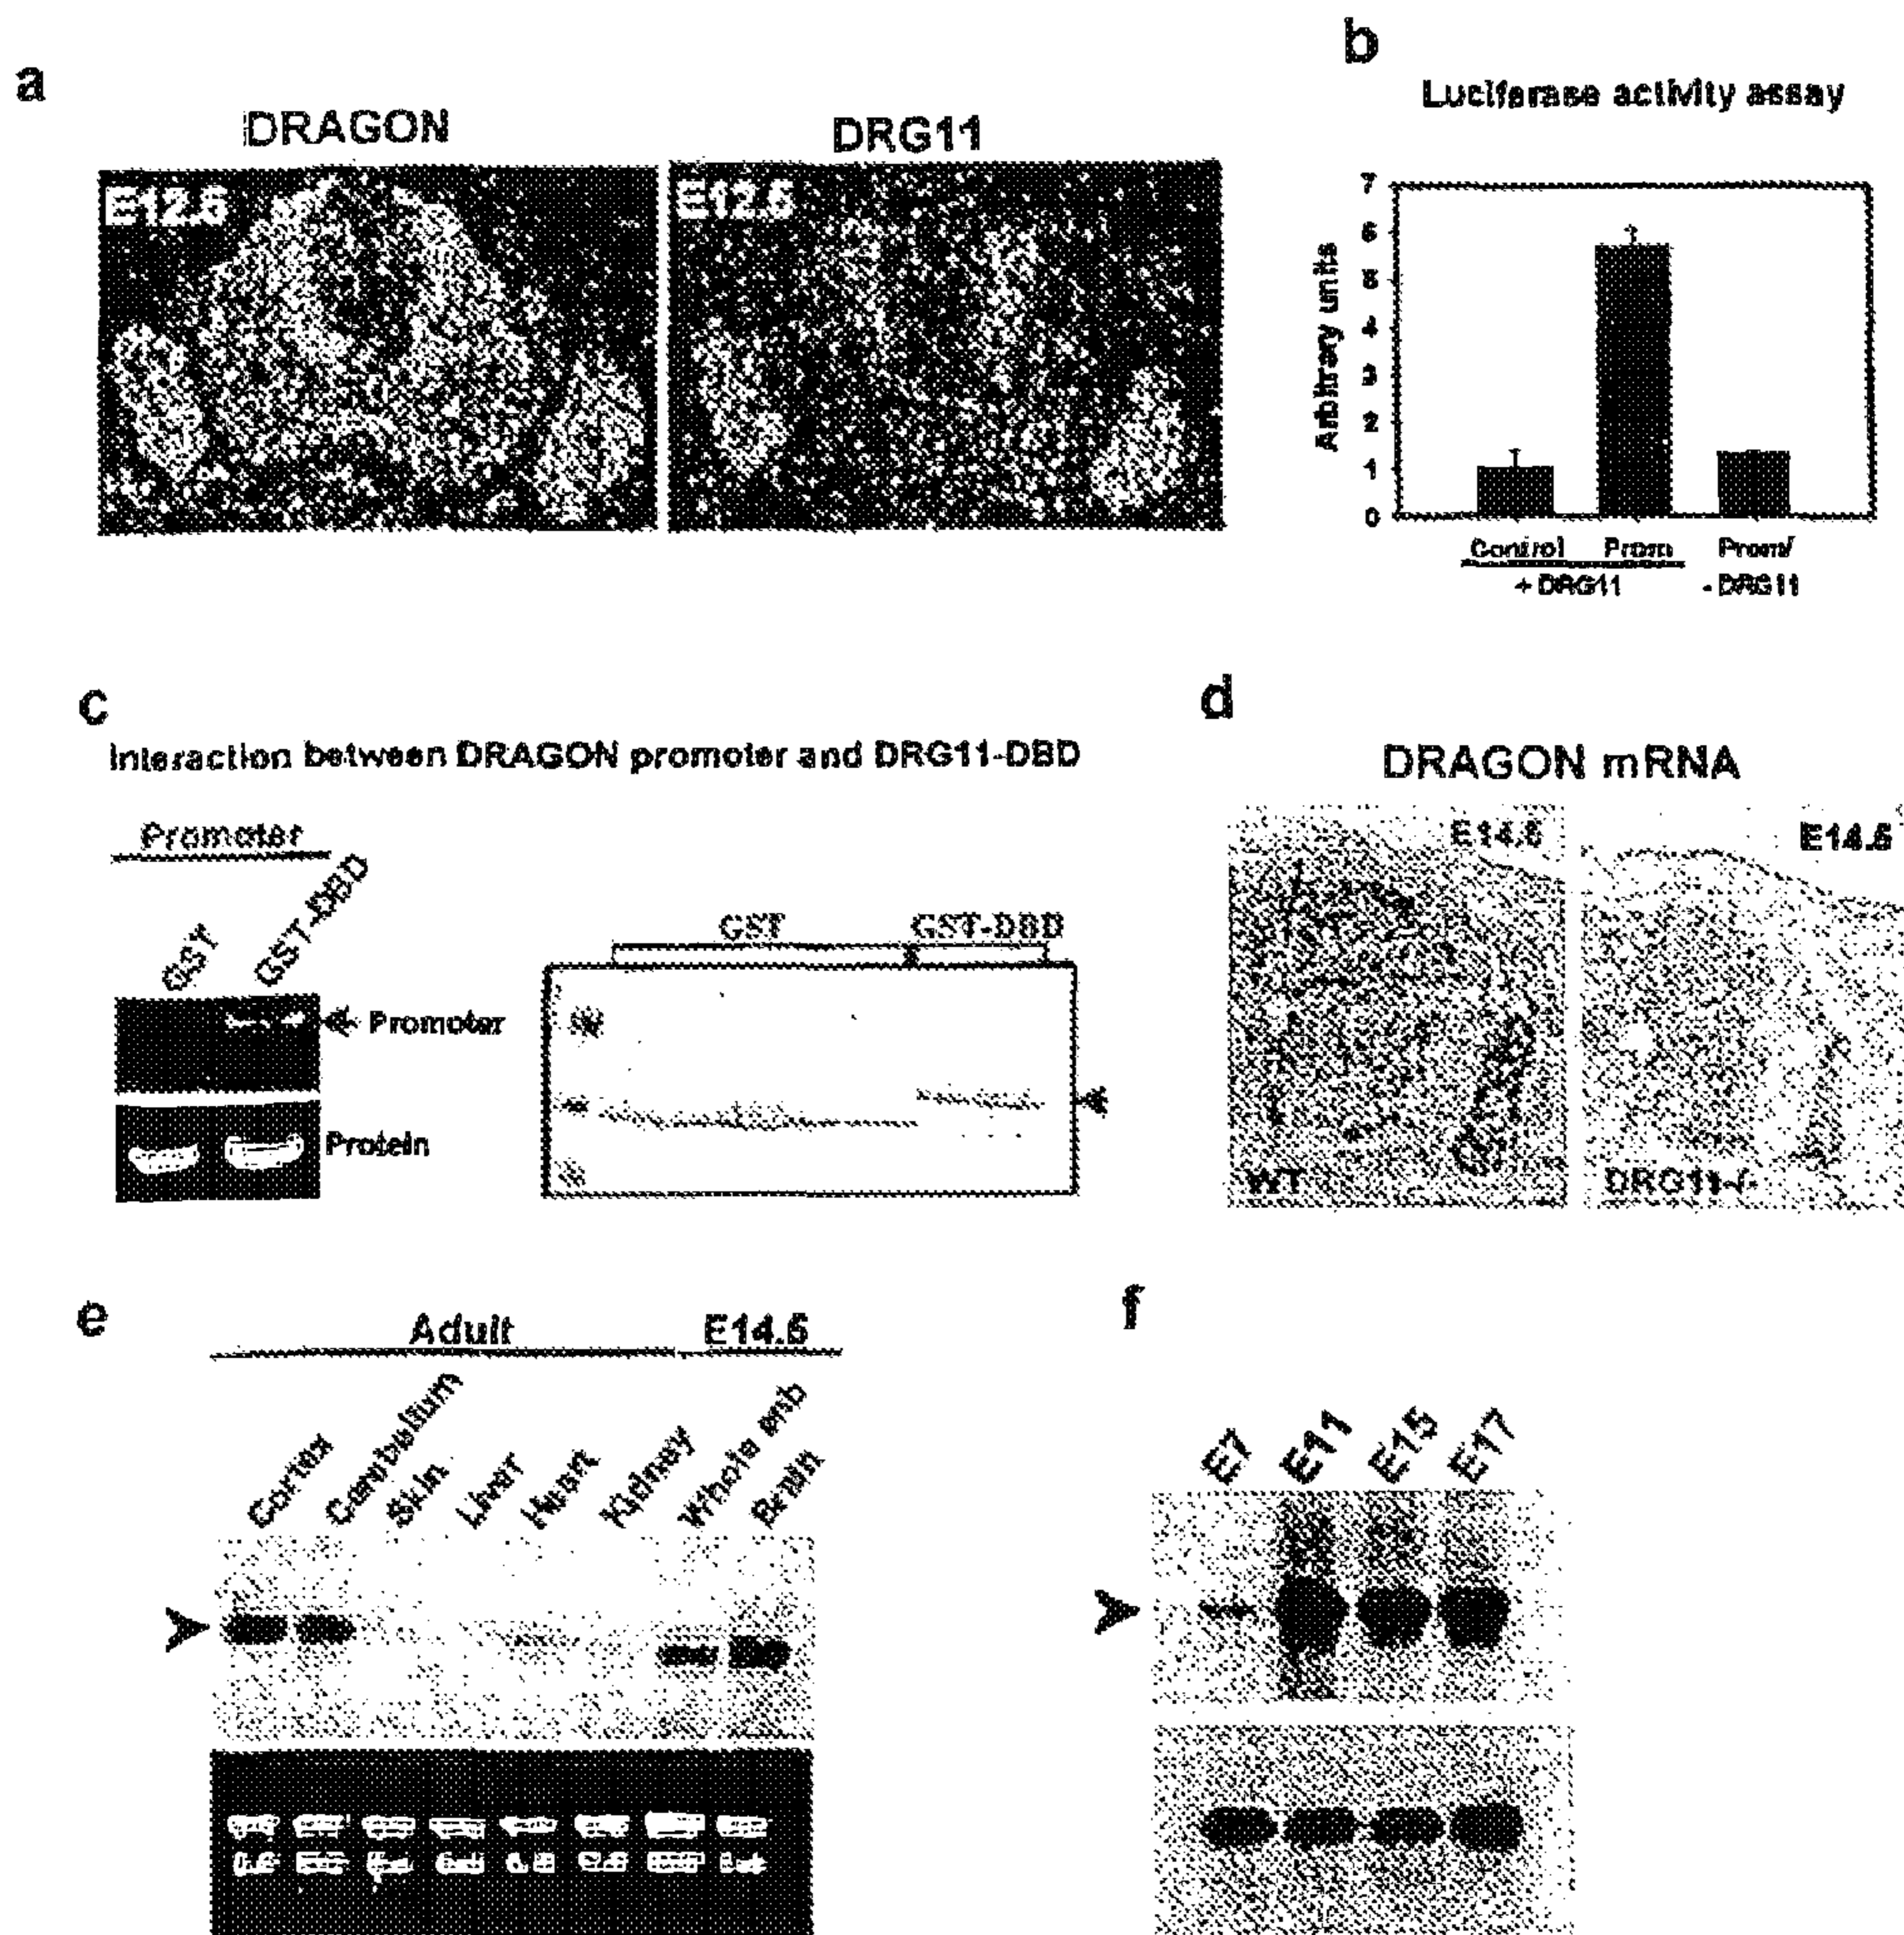 a
DRAGON
DRG11
E12.5
E12.5
b
Luciferase activity assay
Arbitrary units
7
6
5
4
3
2
1
0
Control
Prom
Prom/
+ DRG11
- DRG11
c
Interaction between DRAGON promoter and DRG11-DBD
Promoter
GST
GST-DBD
Promoter
Protein
GST
GST-DBD
d
DRAGON mRNA
E14.5
E14.5
WT
DRG11-/-
e
Adult
E14.5
Cortex
Cerebellum
Skin
Liver
Heart
Kidney
Whole emb
Brain
f
E7
E11
E15
E17